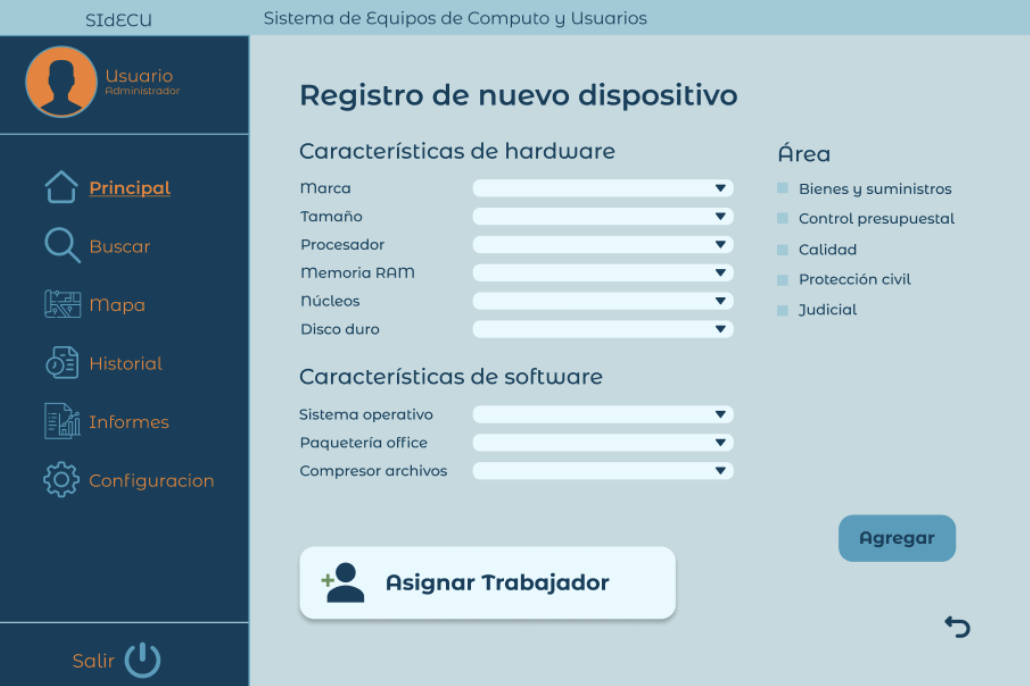 SIdECU
Sistema de Equipos de Computo y Usuarios
Usuario
Administrador
Principal
Buscar
Mapa
Historial
Informes
Configuracion
Salir
Registro de nuevo dispositivo
Características de hardware
Marca
Tamaño
Procesador
Memoria RAM
Núcleos
Disco duro
Características de software
Sistema operativo
Paquetería office
Compresor archivos
Asignar Trabajador
Área
Bienes y suministros
Control presupuestal
Calidad
Protección civil
Judicial
Agregar